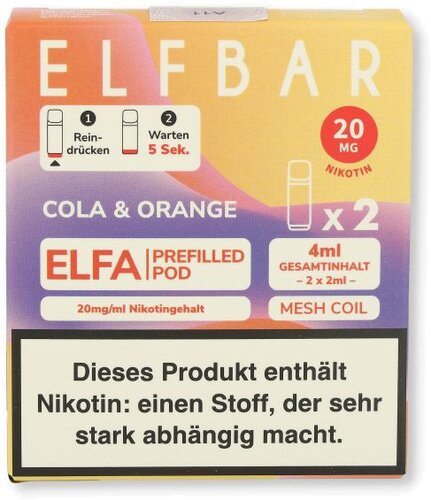 A11
ELFBAR
1
Rein-
drücken
2
Warten
5 Sek.
20
MG
NIKOTIN
COLA & ORANGE
x 2
ELFA | PREFILLED
POD
4ml
GESAMTINHALT
– 2 x 2ml –
20mg/ml Nikotingehalt
MESH COIL
Dieses Produkt enthält
Nikotin: einen Stoff, der sehr
stark abhängig macht.